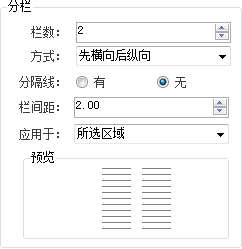 分栏
栏数： 2
方式： 先横向后纵向
分隔线： 有 无
栏间距： 2.00
应用于： 所选区域
预览